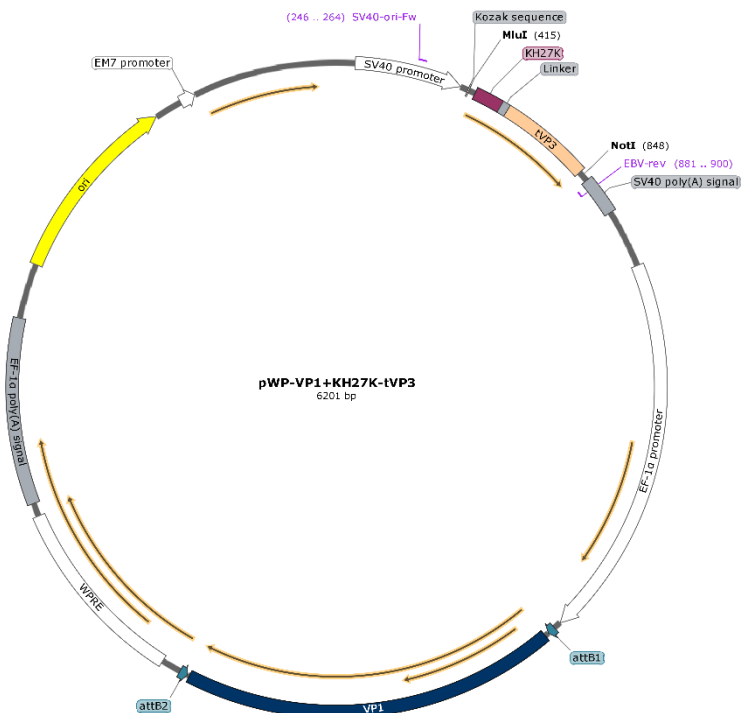 (246 .. 264) SV40-ori-Fw
Kozak sequence
MluI (415)
KH27K
Linker
EM7 promoter
SV40 promoter
tVP3
NotI (848)
EBV-rev (881 .. 900)
SV40 poly(A) signal
ori
EF-1α poly(A) signal
pWP-VP1+KH27K-tVP3
6201 bp
EF-1α promoter
WPRE
attB1
attB2
VP1